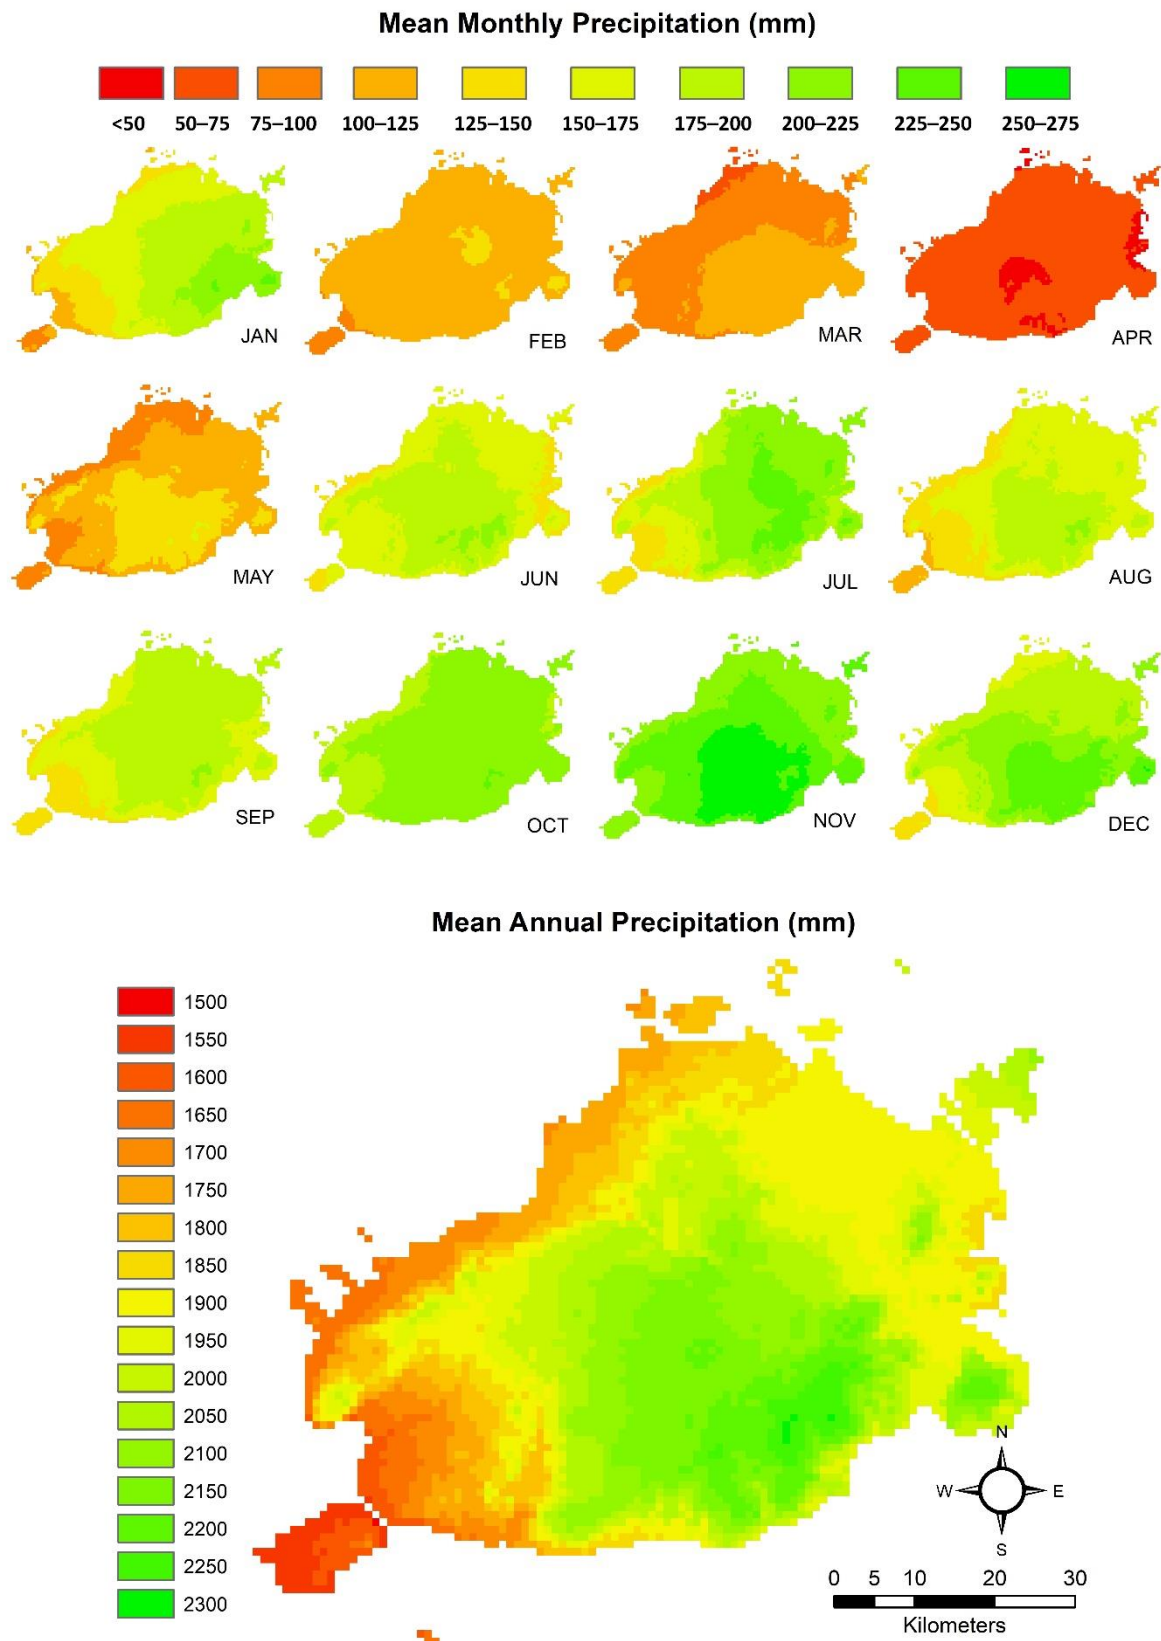 Mean Monthly Precipitation (mm)
<50 50–75 75–100 100–125 125–150 150–175 175–200 200–225 225–250 250–275
JAN FEB MAR APR
MAY JUN JUL AUG
SEP OCT NOV DEC
Mean Annual Precipitation (mm)
1500
1550
1600
1650
1700
1750
1800
1850
1900
1950
2000
2050
2100
2150
2200
2250
2300
N
W E
S
0 5 10 20 30
Kilometers